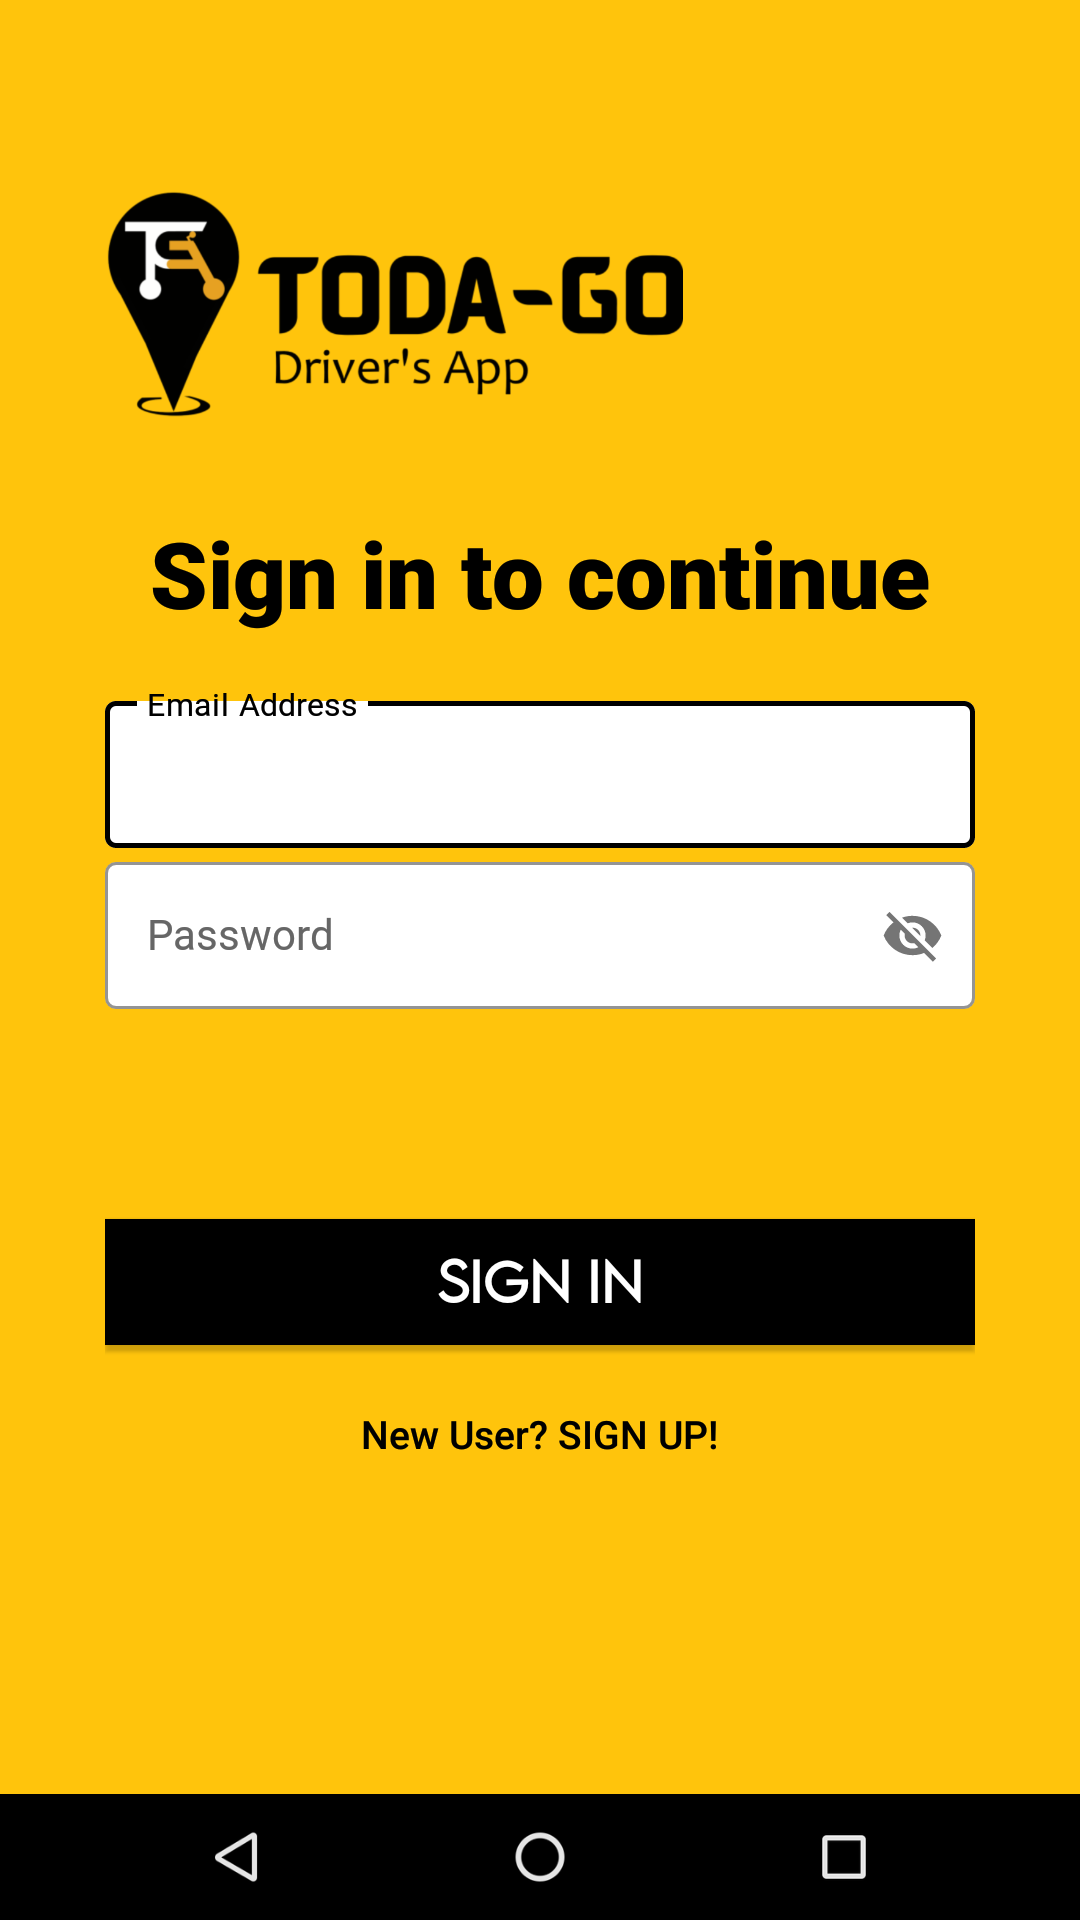 TODA-GO
Driver's App
Sign in to continue
Email Address
Password
SIGN IN
New User? SIGN UP!